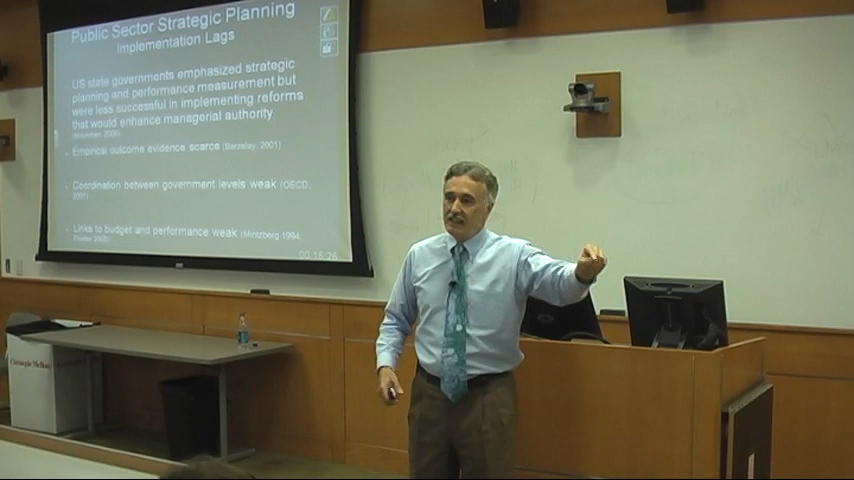 Public Sector Strategic Planning
Implementation Lags
US state governments emphasized strategic
planning and performance measurement but
were less successful in implementing reforms
that would enhance managerial authority
Empirical outcome evidence scarce (Barzelay, 2001)
Coordination between government levels weak (OECD,
2001)
Links to budget and performance weak (Mintzberg 1994,
00:15:26
Carnegie Mellon